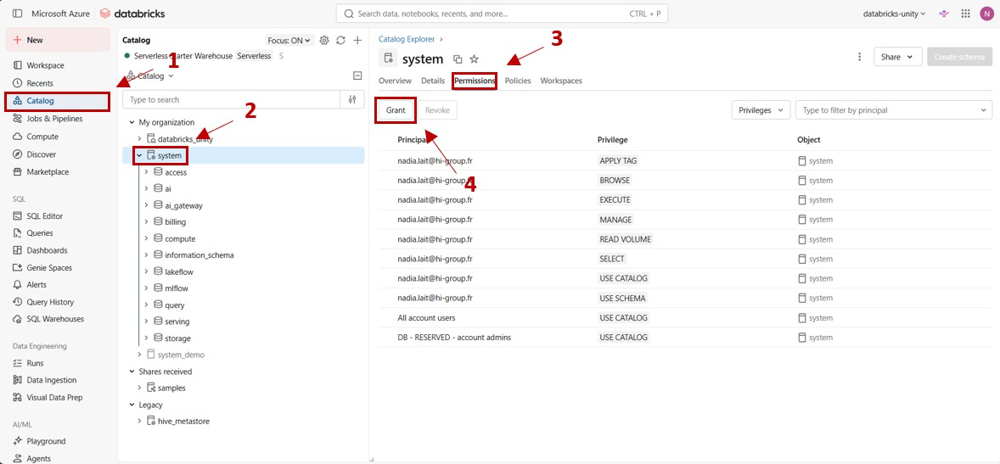 Microsoft Azure databricks
Search data, notebooks, recents, and more... CTRL + P
databricks-unity
N
New
Workspace
Recents
Catalog
Jobs & Pipelines
Compute
Discover
Marketplace
SQL
SQL Editor
Queries
Dashboards
Genie Spaces
Alerts
Query History
SQL Warehouses
Data Engineering
Runs
Data Ingestion
Visual Data Prep
AI/ML
Playground
Agents
Catalog
Focus: ON
Serverless Starter Warehouse Serverless S
1
Catalog
Type to search
2
My organization
databricks_unity
system
access
ai
ai_gateway
billing
compute
information_schema
lakeflow
mlflow
query
serving
storage
system_demo
Shares received
samples
Legacy
hive_metastore
Catalog Explorer
3
system
Share
Create schema
Overview Details Permissions Policies Workspaces
Grant Revoke
Privileges
Type to filter by principal
4
Principal Privilege Object
nadia.lait@hi-group.fr APPLY TAG system
nadia.lait@hi-group.fr BROWSE system
nadia.lait@hi-group.fr EXECUTE system
nadia.lait@hi-group.fr MANAGE system
nadia.lait@hi-group.fr READ VOLUME system
nadia.lait@hi-group.fr SELECT system
nadia.lait@hi-group.fr USE CATALOG system
nadia.lait@hi-group.fr USE SCHEMA system
All account users USE CATALOG system
DB - RESERVED - account admins USE CATALOG system